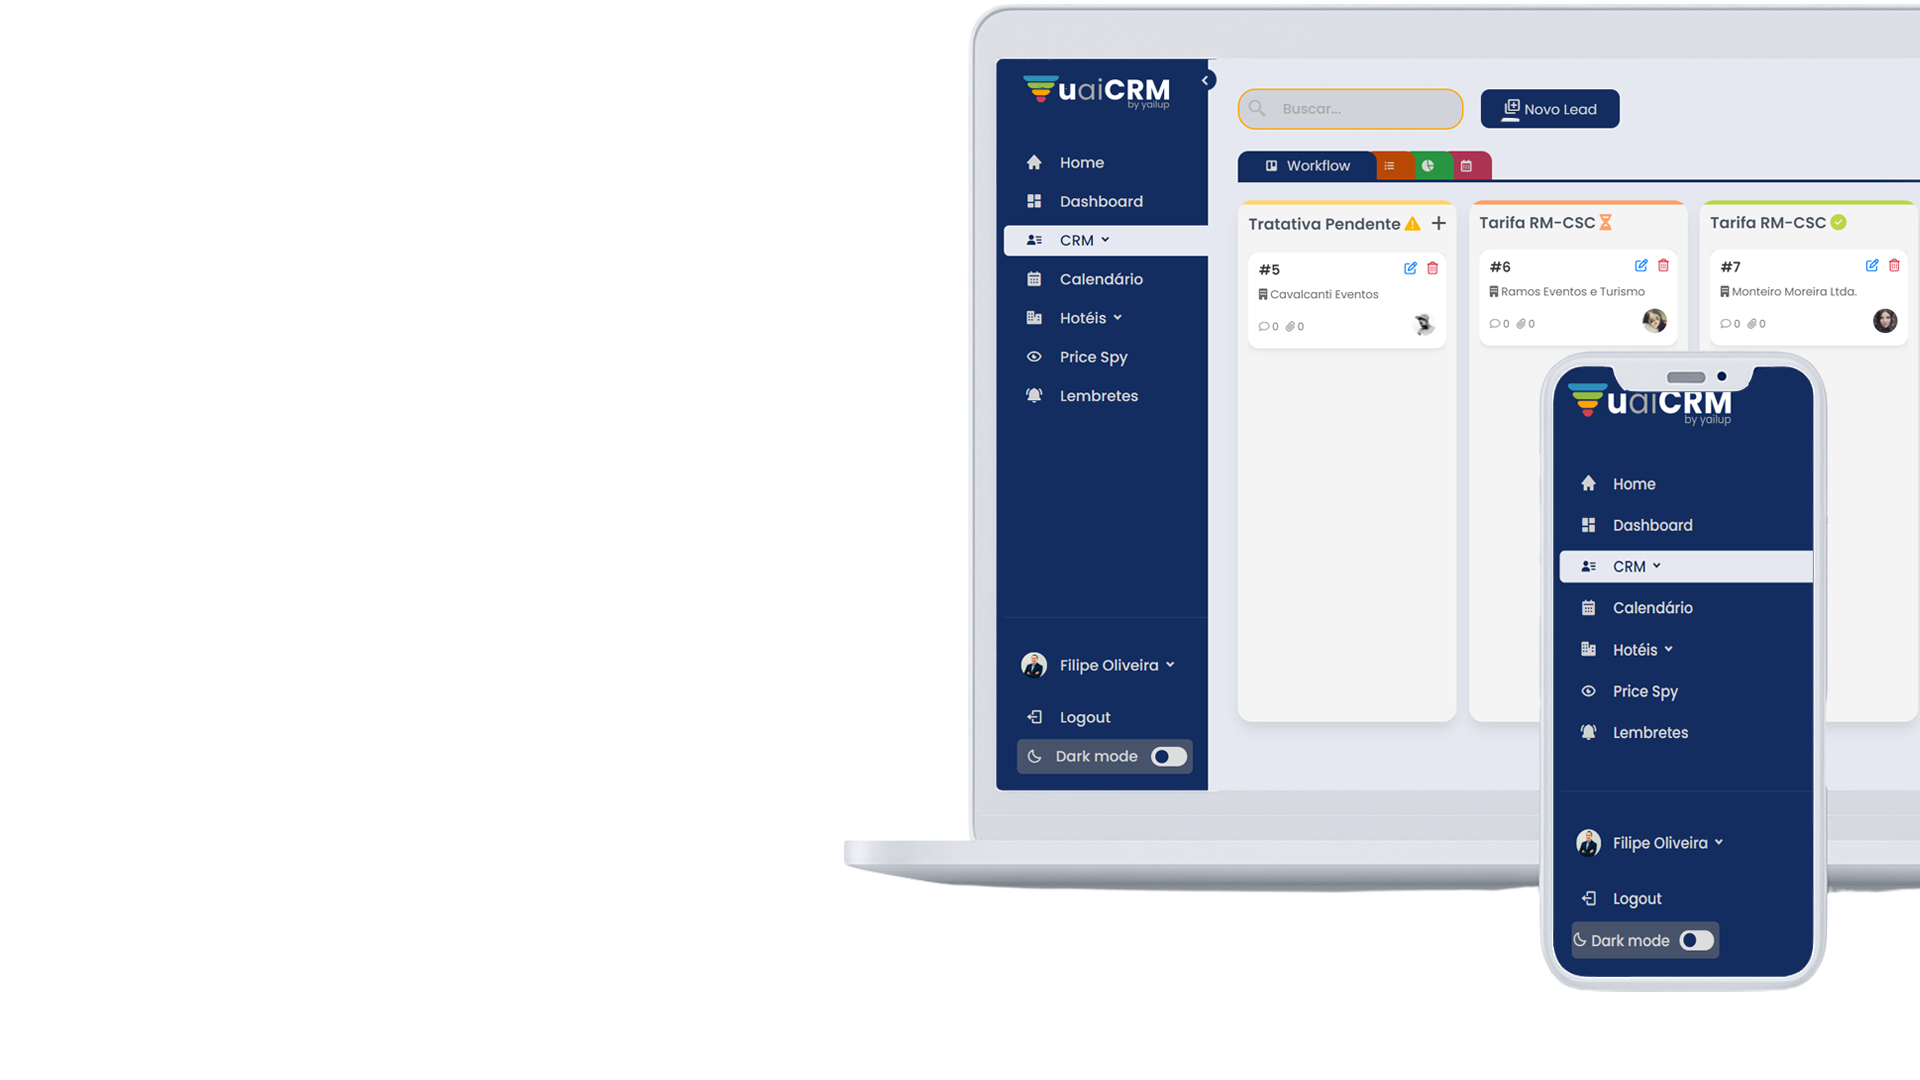 uaiCRM
by yailup
Home
Dashboard
CRM
Calendário
Hotéis
Price Spy
Lembretes
Filipe Oliveira
Logout
Dark mode
Buscar...
Novo Lead
Workflow
Tratativa Pendente
#5
Cavalcanti Eventos
0 0
Tarifa RM-CSC
#6
Ramos Eventos e Turismo
0 0
Tarifa RM-CSC
#7
Monteiro Moreira Ltda.
0 0
uaiCRM
by yailup
Home
Dashboard
CRM
Calendário
Hotéis
Price Spy
Lembretes
Filipe Oliveira
Logout
Dark mode